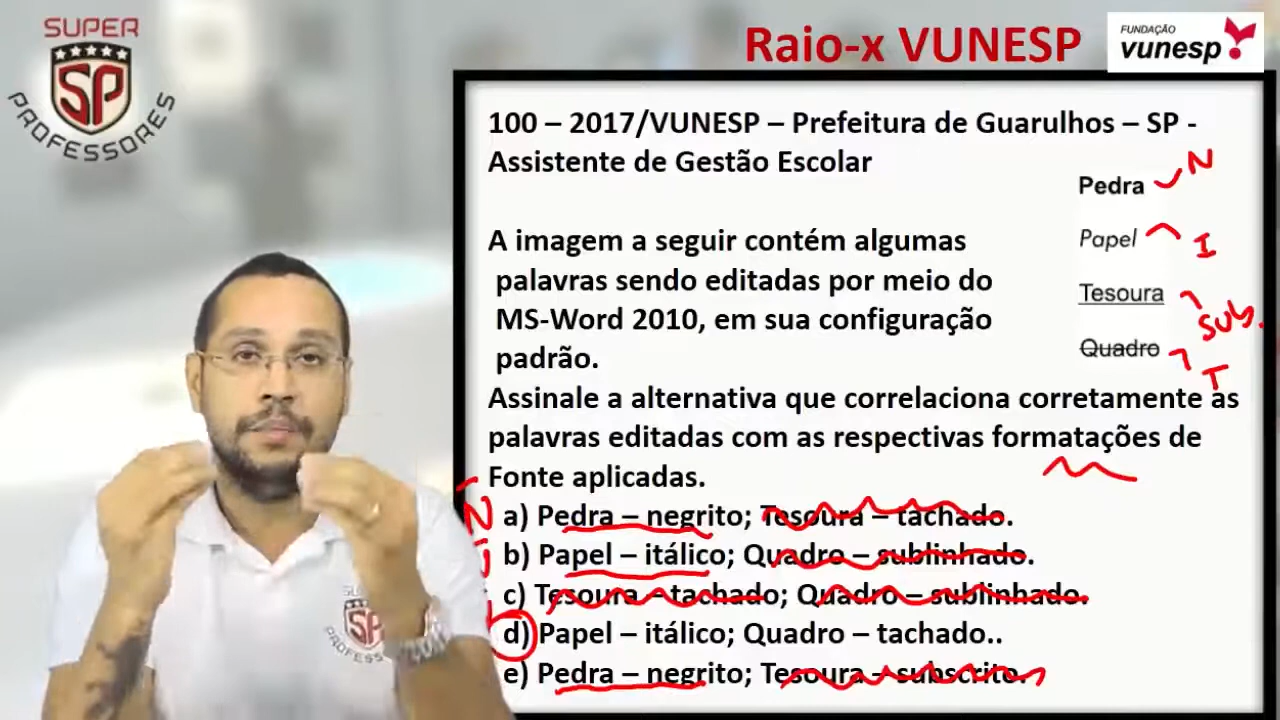 SUPER
SP
PROFESSORES
Raio-x VUNESP
FUNDAÇÃO
vunesp
100 – 2017/VUNESP – Prefeitura de Guarulhos – SP -
Assistente de Gestão Escolar
Pedra N
Papel I
Tesoura Sub.
Quadro T
A imagem a seguir contém algumas
palavras sendo editadas por meio do
MS-Word 2010, em sua configuração
padrão.
Assinale a alternativa que correlaciona corretamente as
palavras editadas com as respectivas formatações de
Fonte aplicadas.
a) Pedra – negrito; Tesoura – tachado.
b) Papel – itálico; Quadro – sublinhado.
c) Tesoura – tachado; Quadro – sublinhado.
d) Papel – itálico; Quadro – tachado..
e) Pedra – negrito; Tesoura – subscrito.
SP
PROFESS